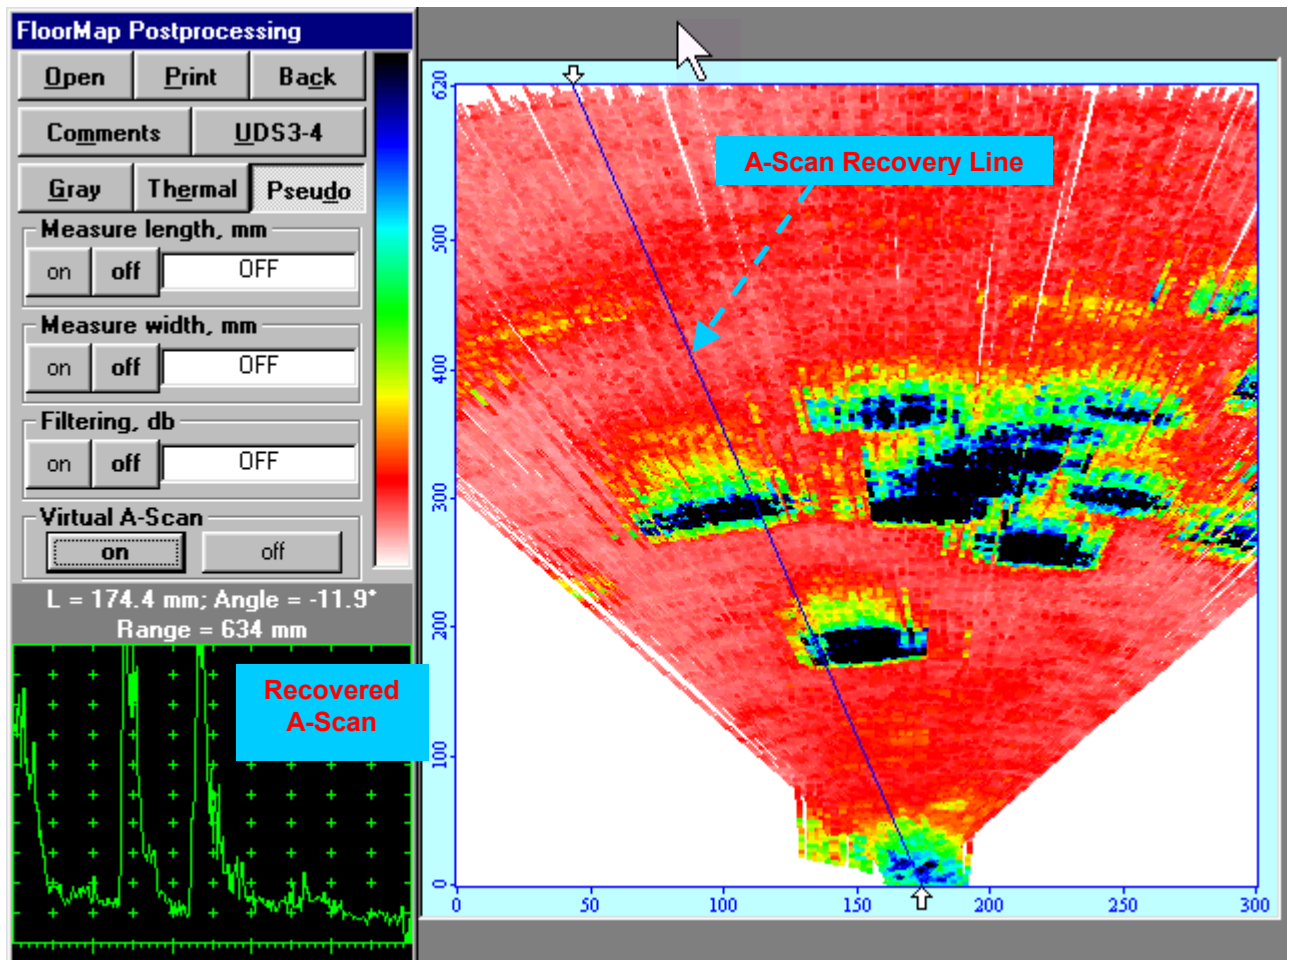 FloorMap Postprocessing
Open Print Back
Comments UDS3-4
Gray Thermal Pseudo
Measure length, mm
on off OFF
Measure width, mm
on off OFF
Filtering, db
on off OFF
Virtual A-Scan
on off
L = 174.4 mm; Angle = -11.9°
Range = 634 mm
Recovered
A-Scan
A-Scan Recovery Line
620
500
400
300
200
100
0
0 50 100 150 200 250 300